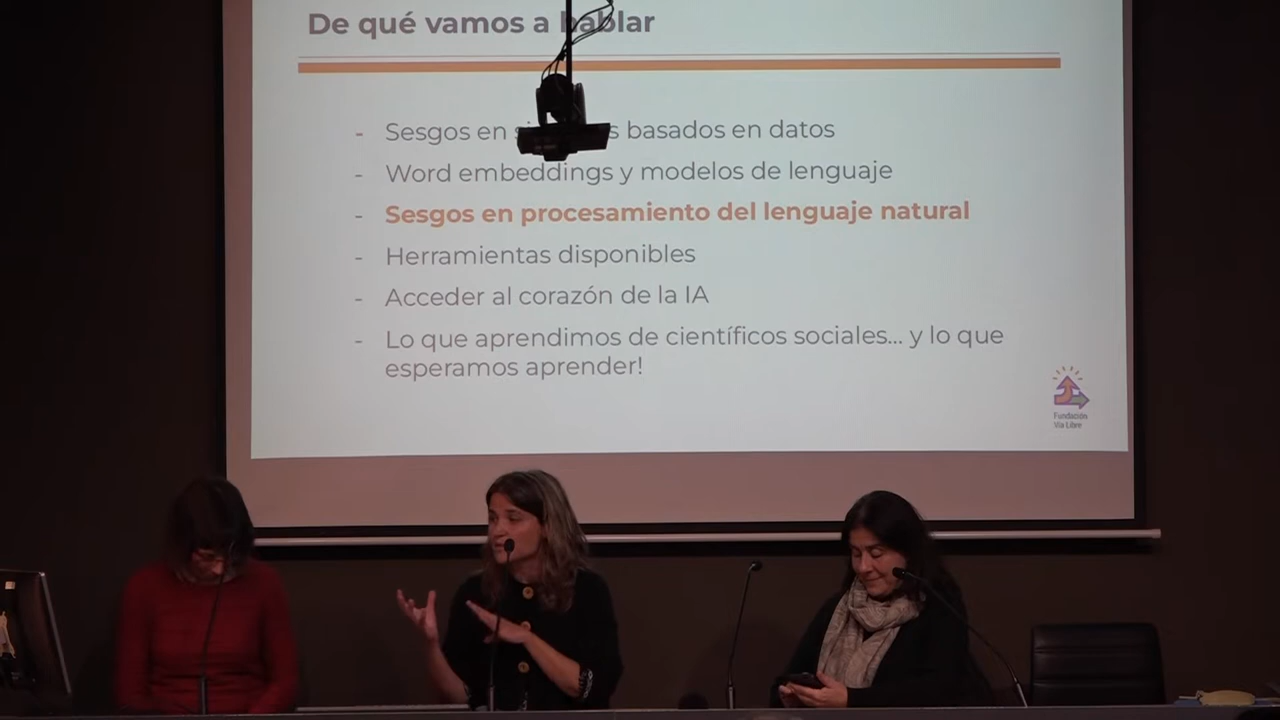 De qué vamos a hablar
- Sesgos en s basados en datos
- Word embeddings y modelos de lenguaje
- Sesgos en procesamiento del lenguaje natural
- Herramientas disponibles
- Acceder al corazón de la IA
- Lo que aprendimos de científicos sociales... y lo que
esperamos aprender!
Fundación
Via Libre